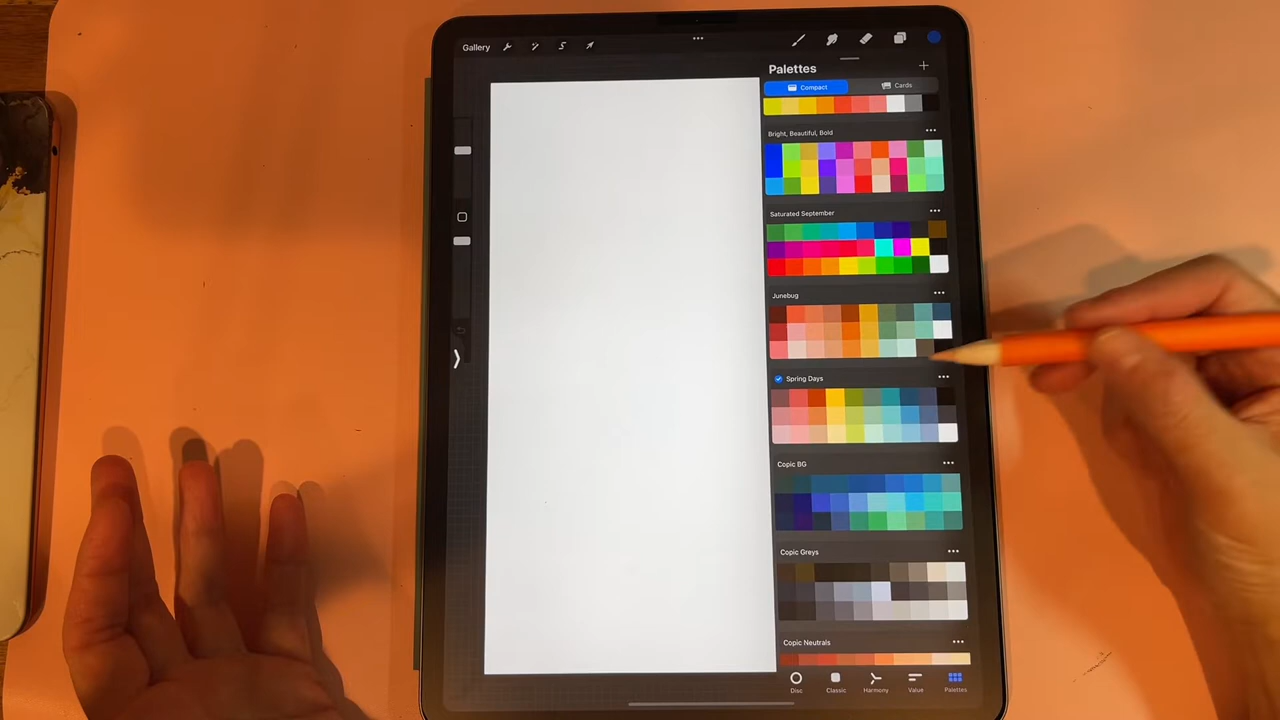 Gallery
Palettes
Compact
Cards
Bright, Beautiful, Bold
Saturated September
Junebug
Spring Days
Copic BG
Copic Greys
Copic Neutrals
Disc
Classic
Harmony
Value
Palettes